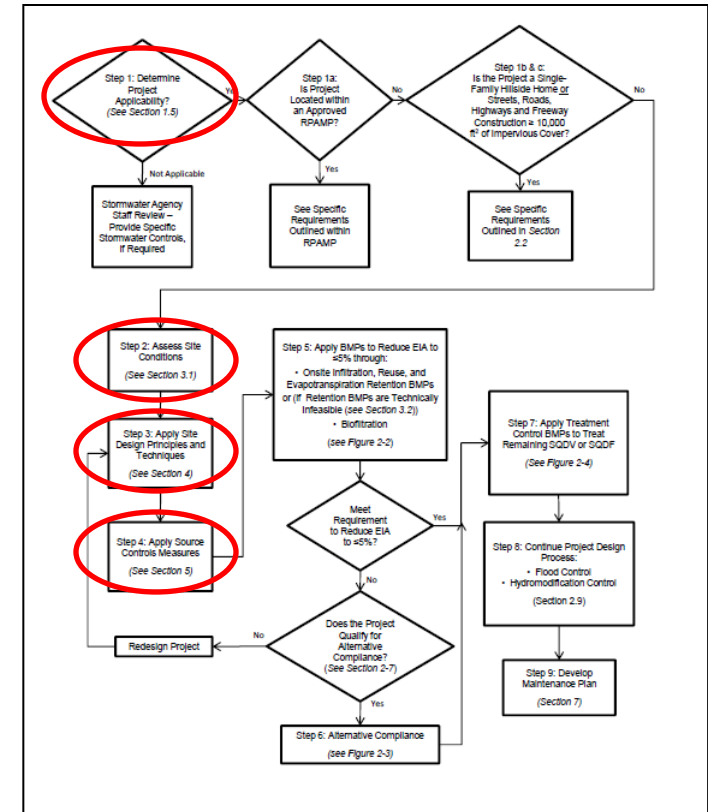 Step 1: Determine
Project
Applicability?
(See Section 1.5)
Yes
Step 1a:
Is Project
Located within
an Approved
RPAMP?
No
Step 1b & c:
Is the Project a Single-
Family Hillside Home or
Streets, Roads,
Highways and Freeway
Construction ≥ 10,000
ft² of Impervious Cover?
No
Not Applicable
Yes
Yes
Stormwater Agency
Staff Review –
Provide Specific
Stormwater Controls,
If Required
See Specific
Requirements
Outlined within
RPAMP
See Specific
Requirements
Outlined in Section
2.2
Step 2: Assess Site
Conditions
(See Section 3.1)
Step 3: Apply Site
Design Principles and
Techniques
(See Section 4)
Step 4: Apply Source
Controls Measures
(See Section 5)
Step 5: Apply BMPs to Reduce EIA to
≤5% through:
• Onsite Infiltration, Reuse, and
Evapotranspiration Retention BMPs
or (If Retention BMPs are Technically
Infeasible (see Section 3.2))
• Biofiltration
(see Figure 2-2)
Meet
Requirement
to Reduce EIA
to ≤5%?
Yes
No
Does the Project
Qualify for
Alternative
Compliance?
(See Section 2-7)
No
Redesign Project
Yes
Step 6: Alternative Compliance
(see Figure 2-3)
Step 7: Apply Treatment
Control BMPs to Treat
Remaining SQDV or SQDF
(See Figure 2-4)
Step 8: Continue Project Design
Process:
• Flood Control
• Hydromodification Control
(Section 2.9)
Step 9: Develop
Maintenance Plan
(Section 7)